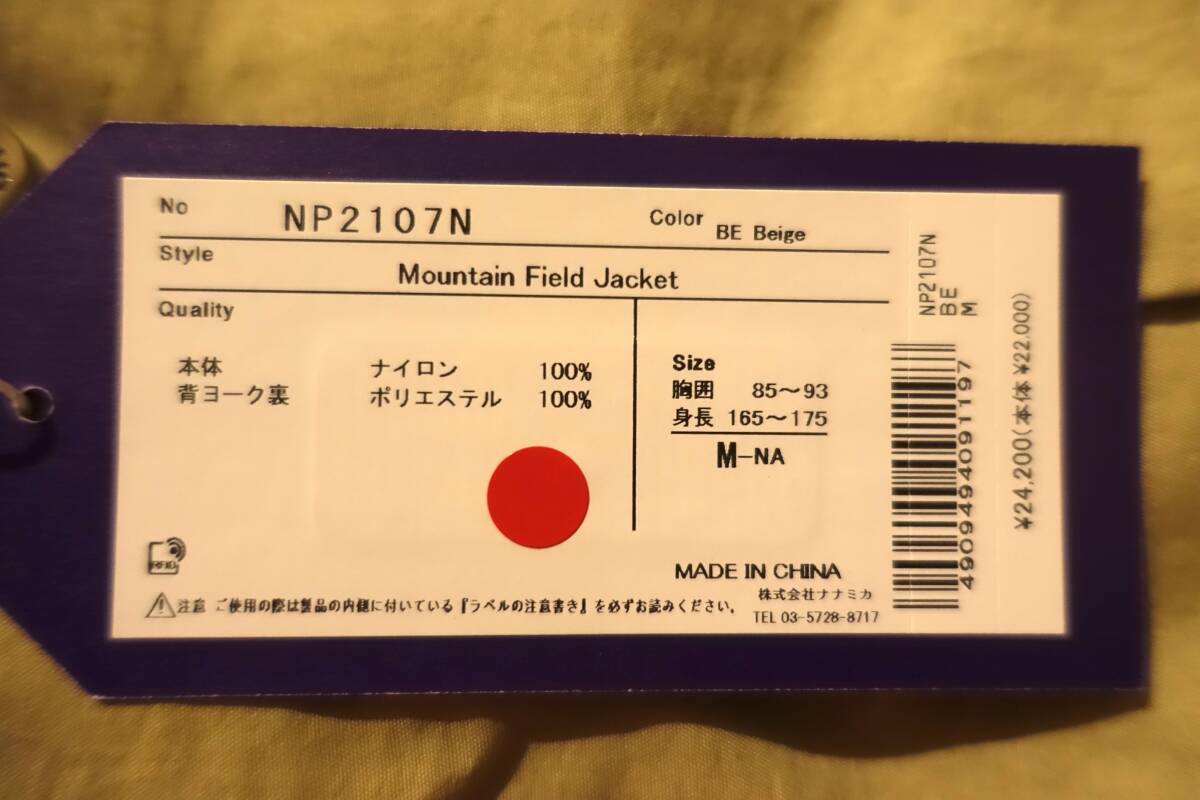 No NP2107N Color BE Beige
Style
Mountain Field Jacket
Quality
本体 ナイロン 100%
背ヨーク裏 ポリエステル 100%
Size
胸囲 85～93
身長 165～175
M-NA
RFID
MADE IN CHINA
株式会社ナナミカ
TEL 03-5728-8717
注意 ご使用の際は製品の内側に付いている『ラベルの注意書き』を必ずお読みください。
NP2107N
BE
M
4909494091197
¥24,200(本体 ¥22,000)